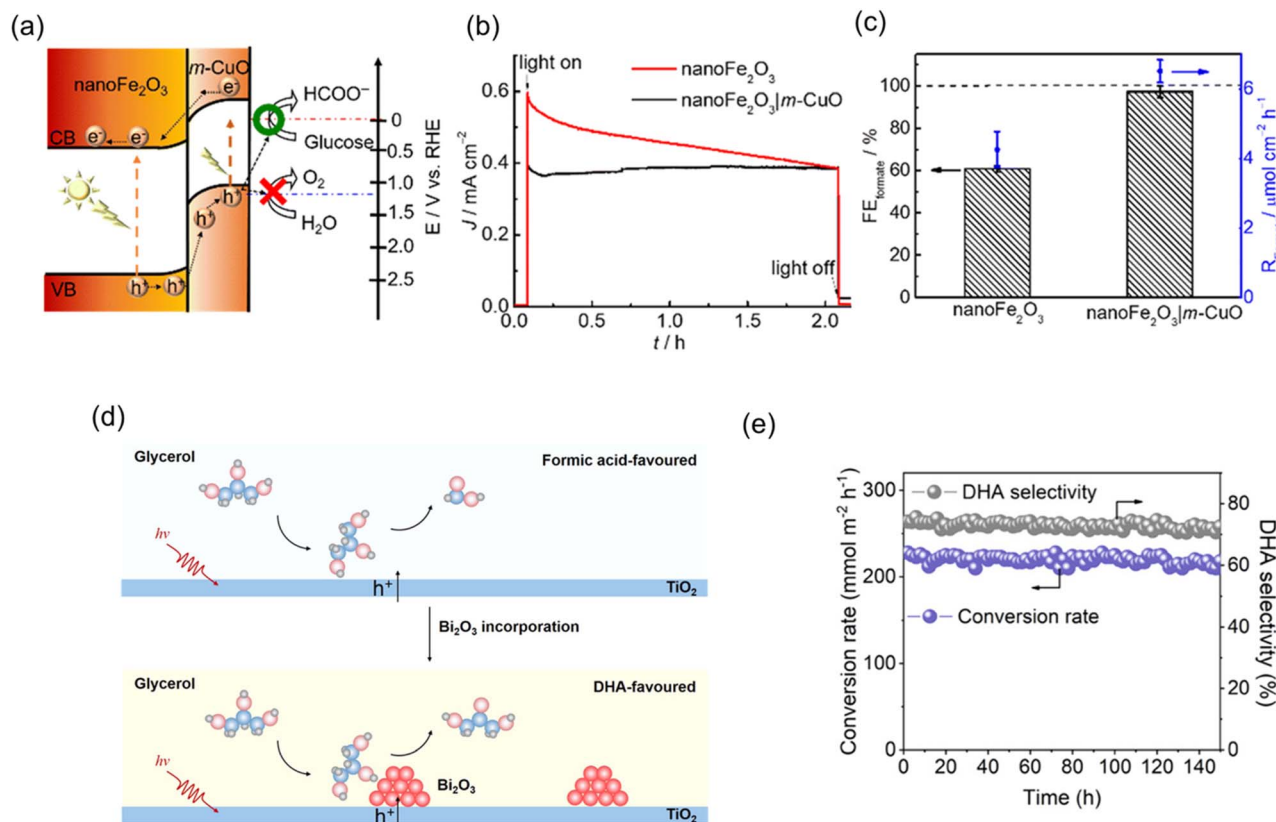 (a)
nanoFe₂O₃
m-CuO
e⁻
CB
e⁻
e⁻
h⁺
h⁺
h⁺
h⁺
VB
HCOO⁻
Glucose
O₂
H₂O
0
0.5
1.0
1.5
2.0
2.5
E / V vs. RHE
(b)
light on
nanoFe₂O₃
nanoFe₂O₃|m-CuO
light off
0.6
0.4
0.2
0.0
0.0
0.5
1.0
1.5
2.0
J / mA cm⁻²
t / h
(c)
100
80
60
40
20
0
FEformate / %
6
4
2
0
μmol cm⁻² h⁻¹
nanoFe₂O₃
nanoFe₂O₃|m-CuO
(d)
Glycerol
Formic acid-favoured
hv
h⁺
TiO₂
Bi₂O₃ incorporation
Glycerol
DHA-favoured
hv
Bi₂O₃
h⁺
TiO₂
(e)
DHA selectivity
Conversion rate
300
250
200
150
100
50
0
Conversion rate (mmol m⁻² h⁻¹)
80
60
40
20
0
DHA selectivity
(%)
0 20 40 60 80 100 120 140
Time (h)